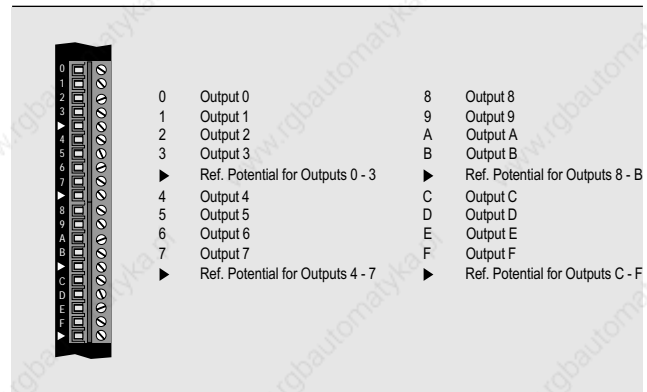 0
1
2
3
▶
4
5
6
7
▶
8
9
A
B
▶
C
D
E
F
▶
0 Output 0
1 Output 1
2 Output 2
3 Output 3
▶ Ref. Potential for Outputs 0 - 3
4 Output 4
5 Output 5
6 Output 6
7 Output 7
▶ Ref. Potential for Outputs 4 - 7
8 Output 8
9 Output 9
A Output A
B Output B
▶ Ref. Potential for Outputs 8 - B
C Output C
D Output D
E Output E
F Output F
▶ Ref. Potential for Outputs C - F
www.rgbautomatyka.pl